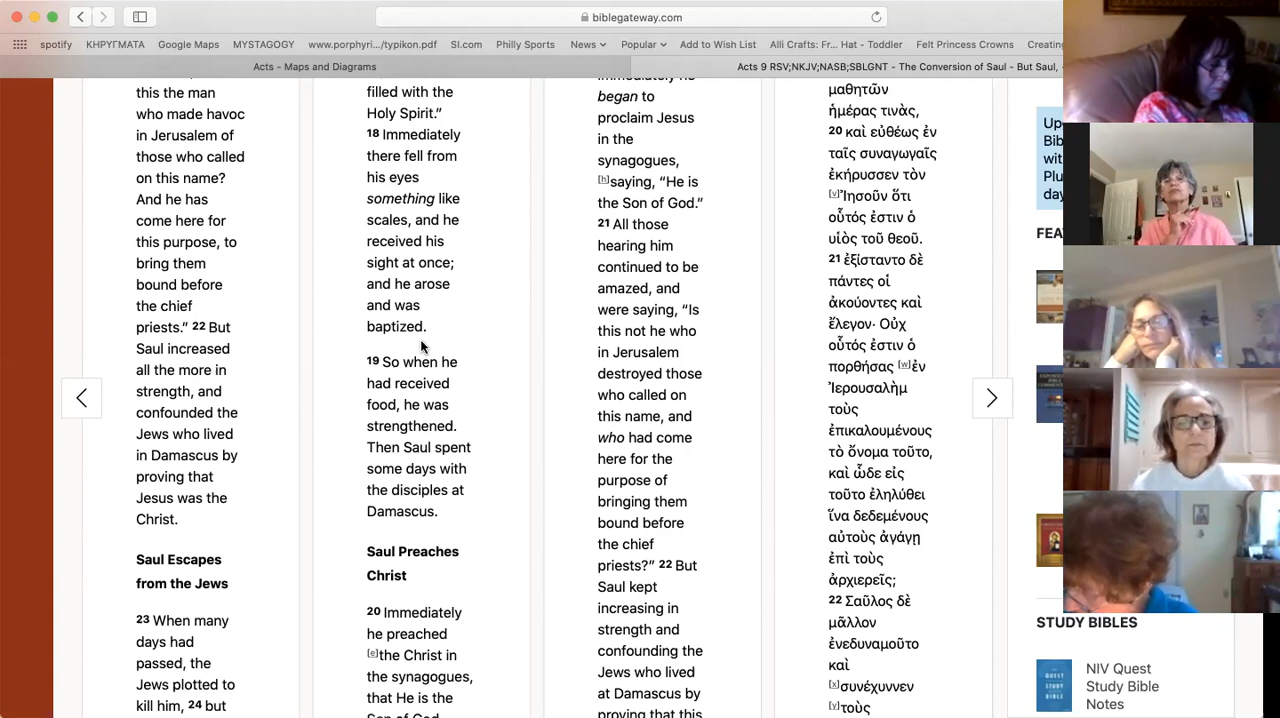 biblegateway.com
spotify
ΚΗΡΥΓΜΑΤΑ
Google Maps
MYSTAGOGY
www.porphyri.../typikon.pdf
SI.com
Philly Sports
News
Popular
Add to Wish List
Alli Crafts: Fr... Hat - Toddler
Felt Princess Crowns
Creating
Acts - Maps and Diagrams
Acts 9 RSV;NKJV;NASB;SBLGNT - The Conversion of Saul - But Saul,
this the man
who made havoc
in Jerusalem of
those who called
on this name?
And he has
come here for
this purpose, to
bring them
bound before
the chief
priests.” 22 But
Saul increased
all the more in
strength, and
confounded the
Jews who lived
in Damascus by
proving that
Jesus was the
Christ.
Saul Escapes
from the Jews
23 When many
days had
passed, the
Jews plotted to
kill him, 24 but
filled with the
Holy Spirit.”
18 Immediately
there fell from
his eyes
something like
scales, and he
received his
sight at once;
and he arose
and was
baptized.
19 So when he
had received
food, he was
strengthened.
Then Saul spent
some days with
the disciples at
Damascus.
Saul Preaches
Christ
20 Immediately
he preached
[e]the Christ in
the synagogues,
that He is the
Son of God
immediately he
began to
proclaim Jesus
in the
synagogues,
[h]saying, “He is
the Son of God.”
21 All those
hearing him
continued to be
amazed, and
were saying, “Is
this not he who
in Jerusalem
destroyed those
who called on
this name, and
who had come
here for the
purpose of
bringing them
bound before
the chief
priests?” 22 But
Saul kept
increasing in
strength and
confounding the
Jews who lived
at Damascus by
proving that this
μαθητῶν
ἡμέρας τινὰς,
20 καὶ εὐθέως ἐν
ταῖς συναγωγαῖς
ἐκήρυσσεν τὸν
[v]Ἰησοῦν ὅτι
οὗτός ἐστιν ὁ
υἱὸς τοῦ θεοῦ.
21 ἐξίσταντο δὲ
πάντες οἱ
ἀκούοντες καὶ
ἔλεγον· Οὐχ
οὗτός ἐστιν ὁ
πορθήσας [w]ἐν
Ἰερουσαλὴμ
τοὺς
ἐπικαλουμένους
τὸ ὄνομα τοῦτο,
καὶ ὧδε εἰς
τοῦτο ἐληλύθει
ἵνα δεδεμένους
αὐτοὺς ἀγάγῃ
ἐπὶ τοὺς
ἀρχιερεῖς;
22 Σαῦλος δὲ
μᾶλλον
ἐνεδυναμοῦτο
καὶ
[x]συνέχυννεν
[y]τοὺς
Up
Bib
wit
Plu
day
FEA
STUDY BIBLES
NIV Quest
Study Bible
Notes